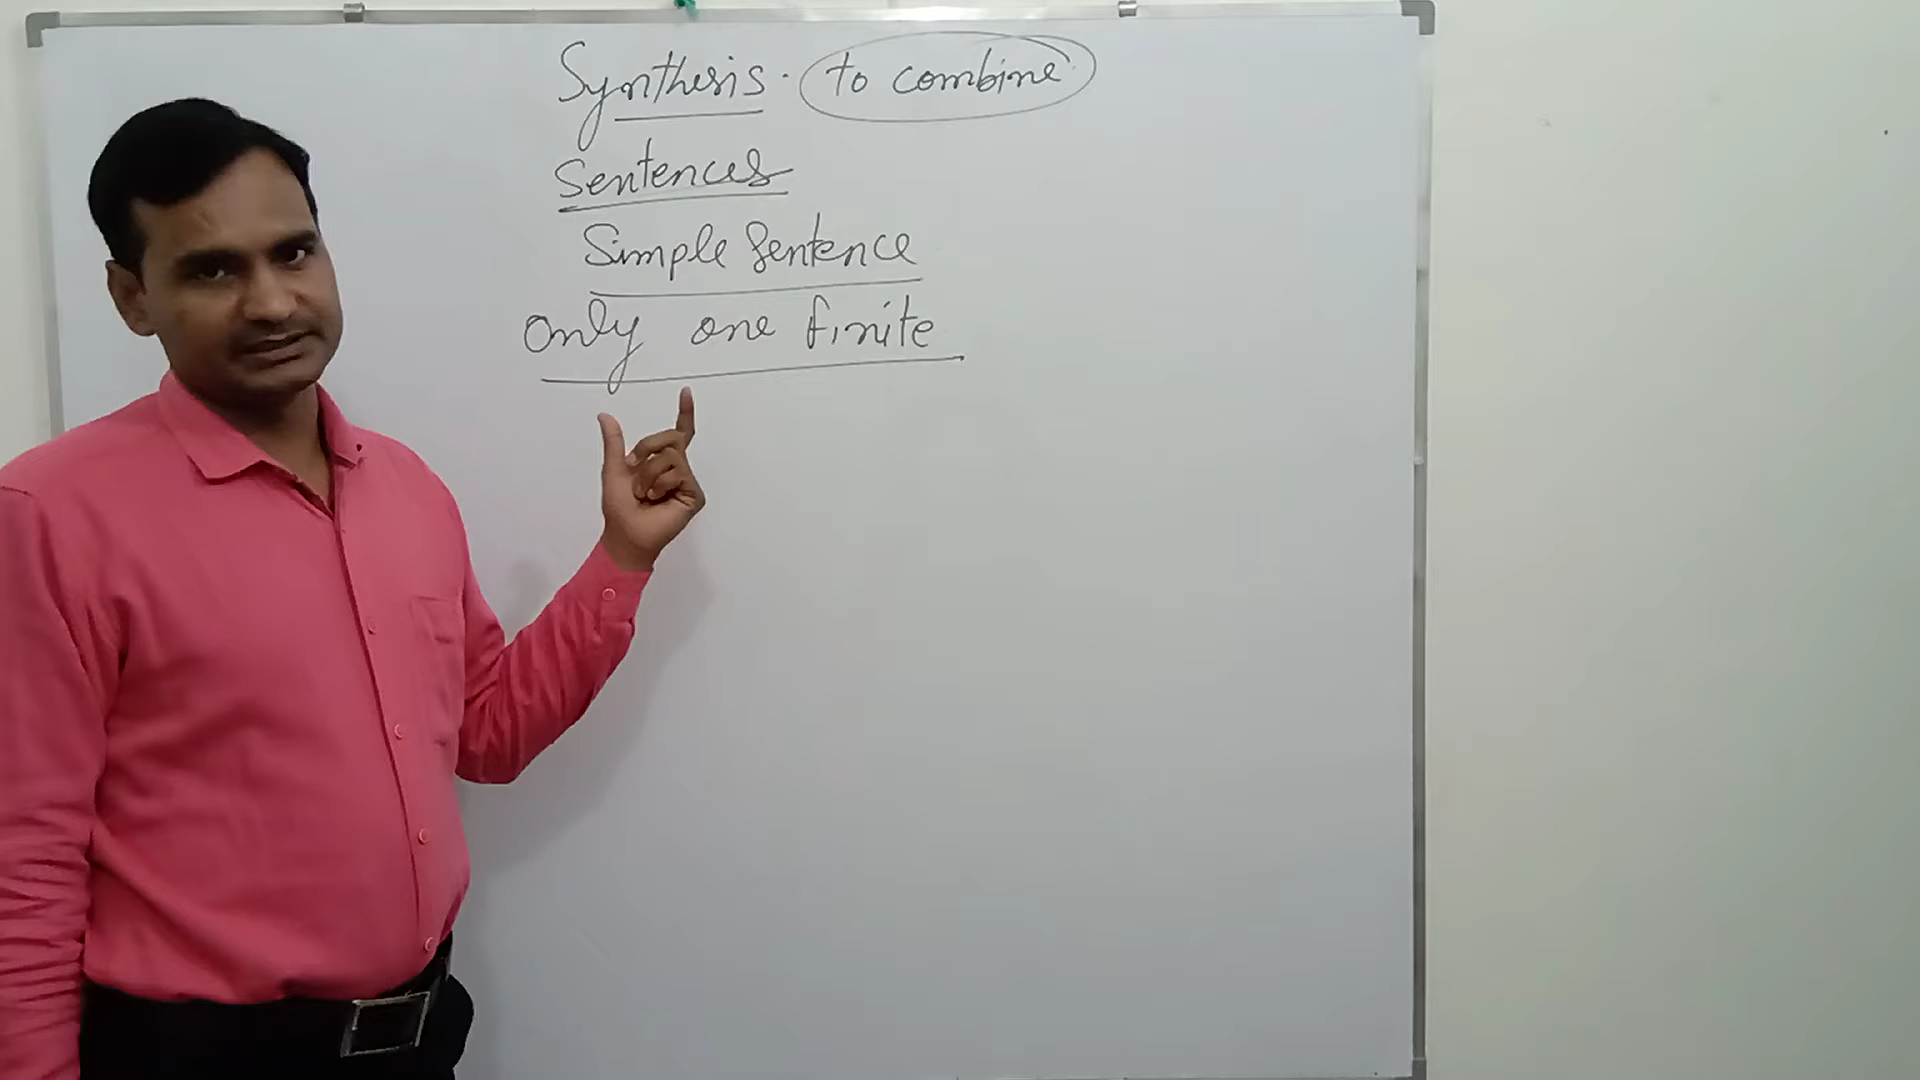 Synthesis. to combine
Sentences
Simple Sentence
Only one finite